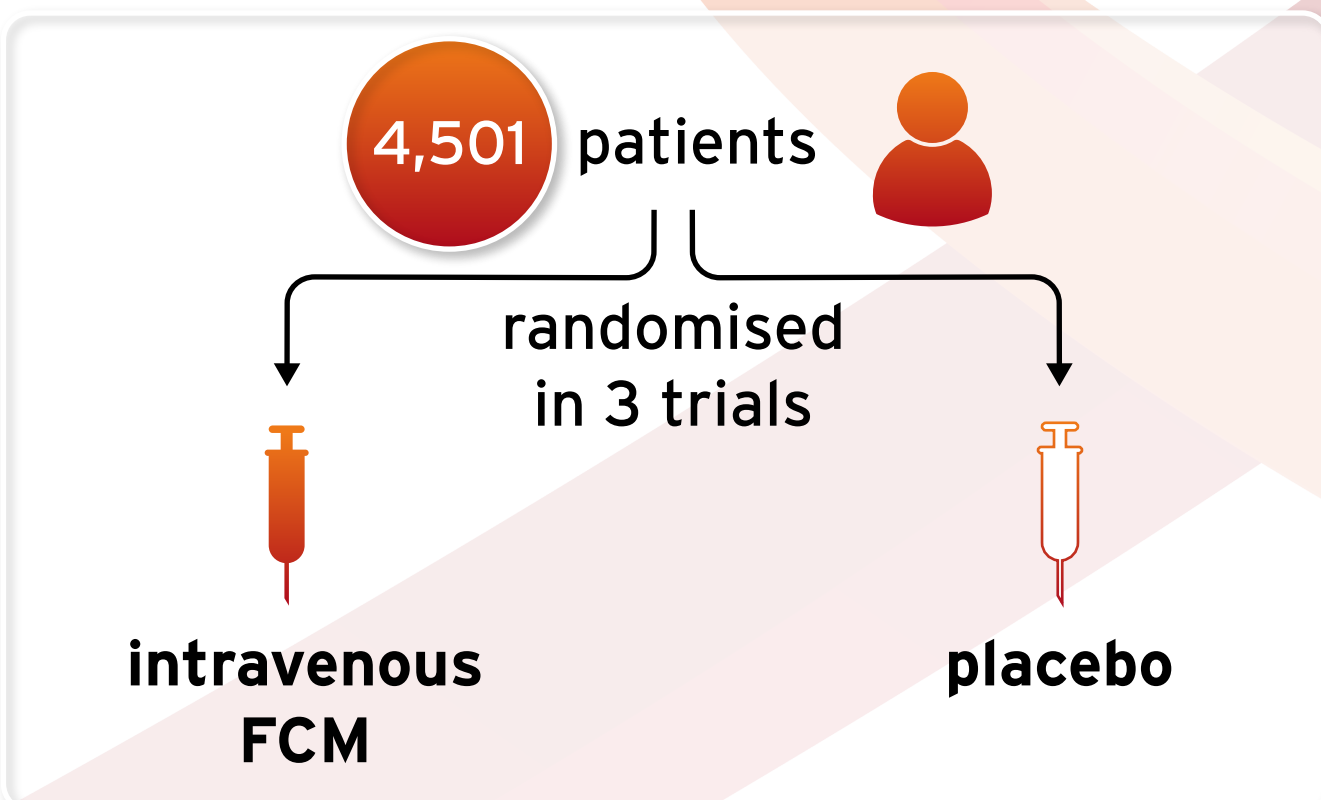 4,501 patients
randomised
in 3 trials
intravenous
FCM
placebo